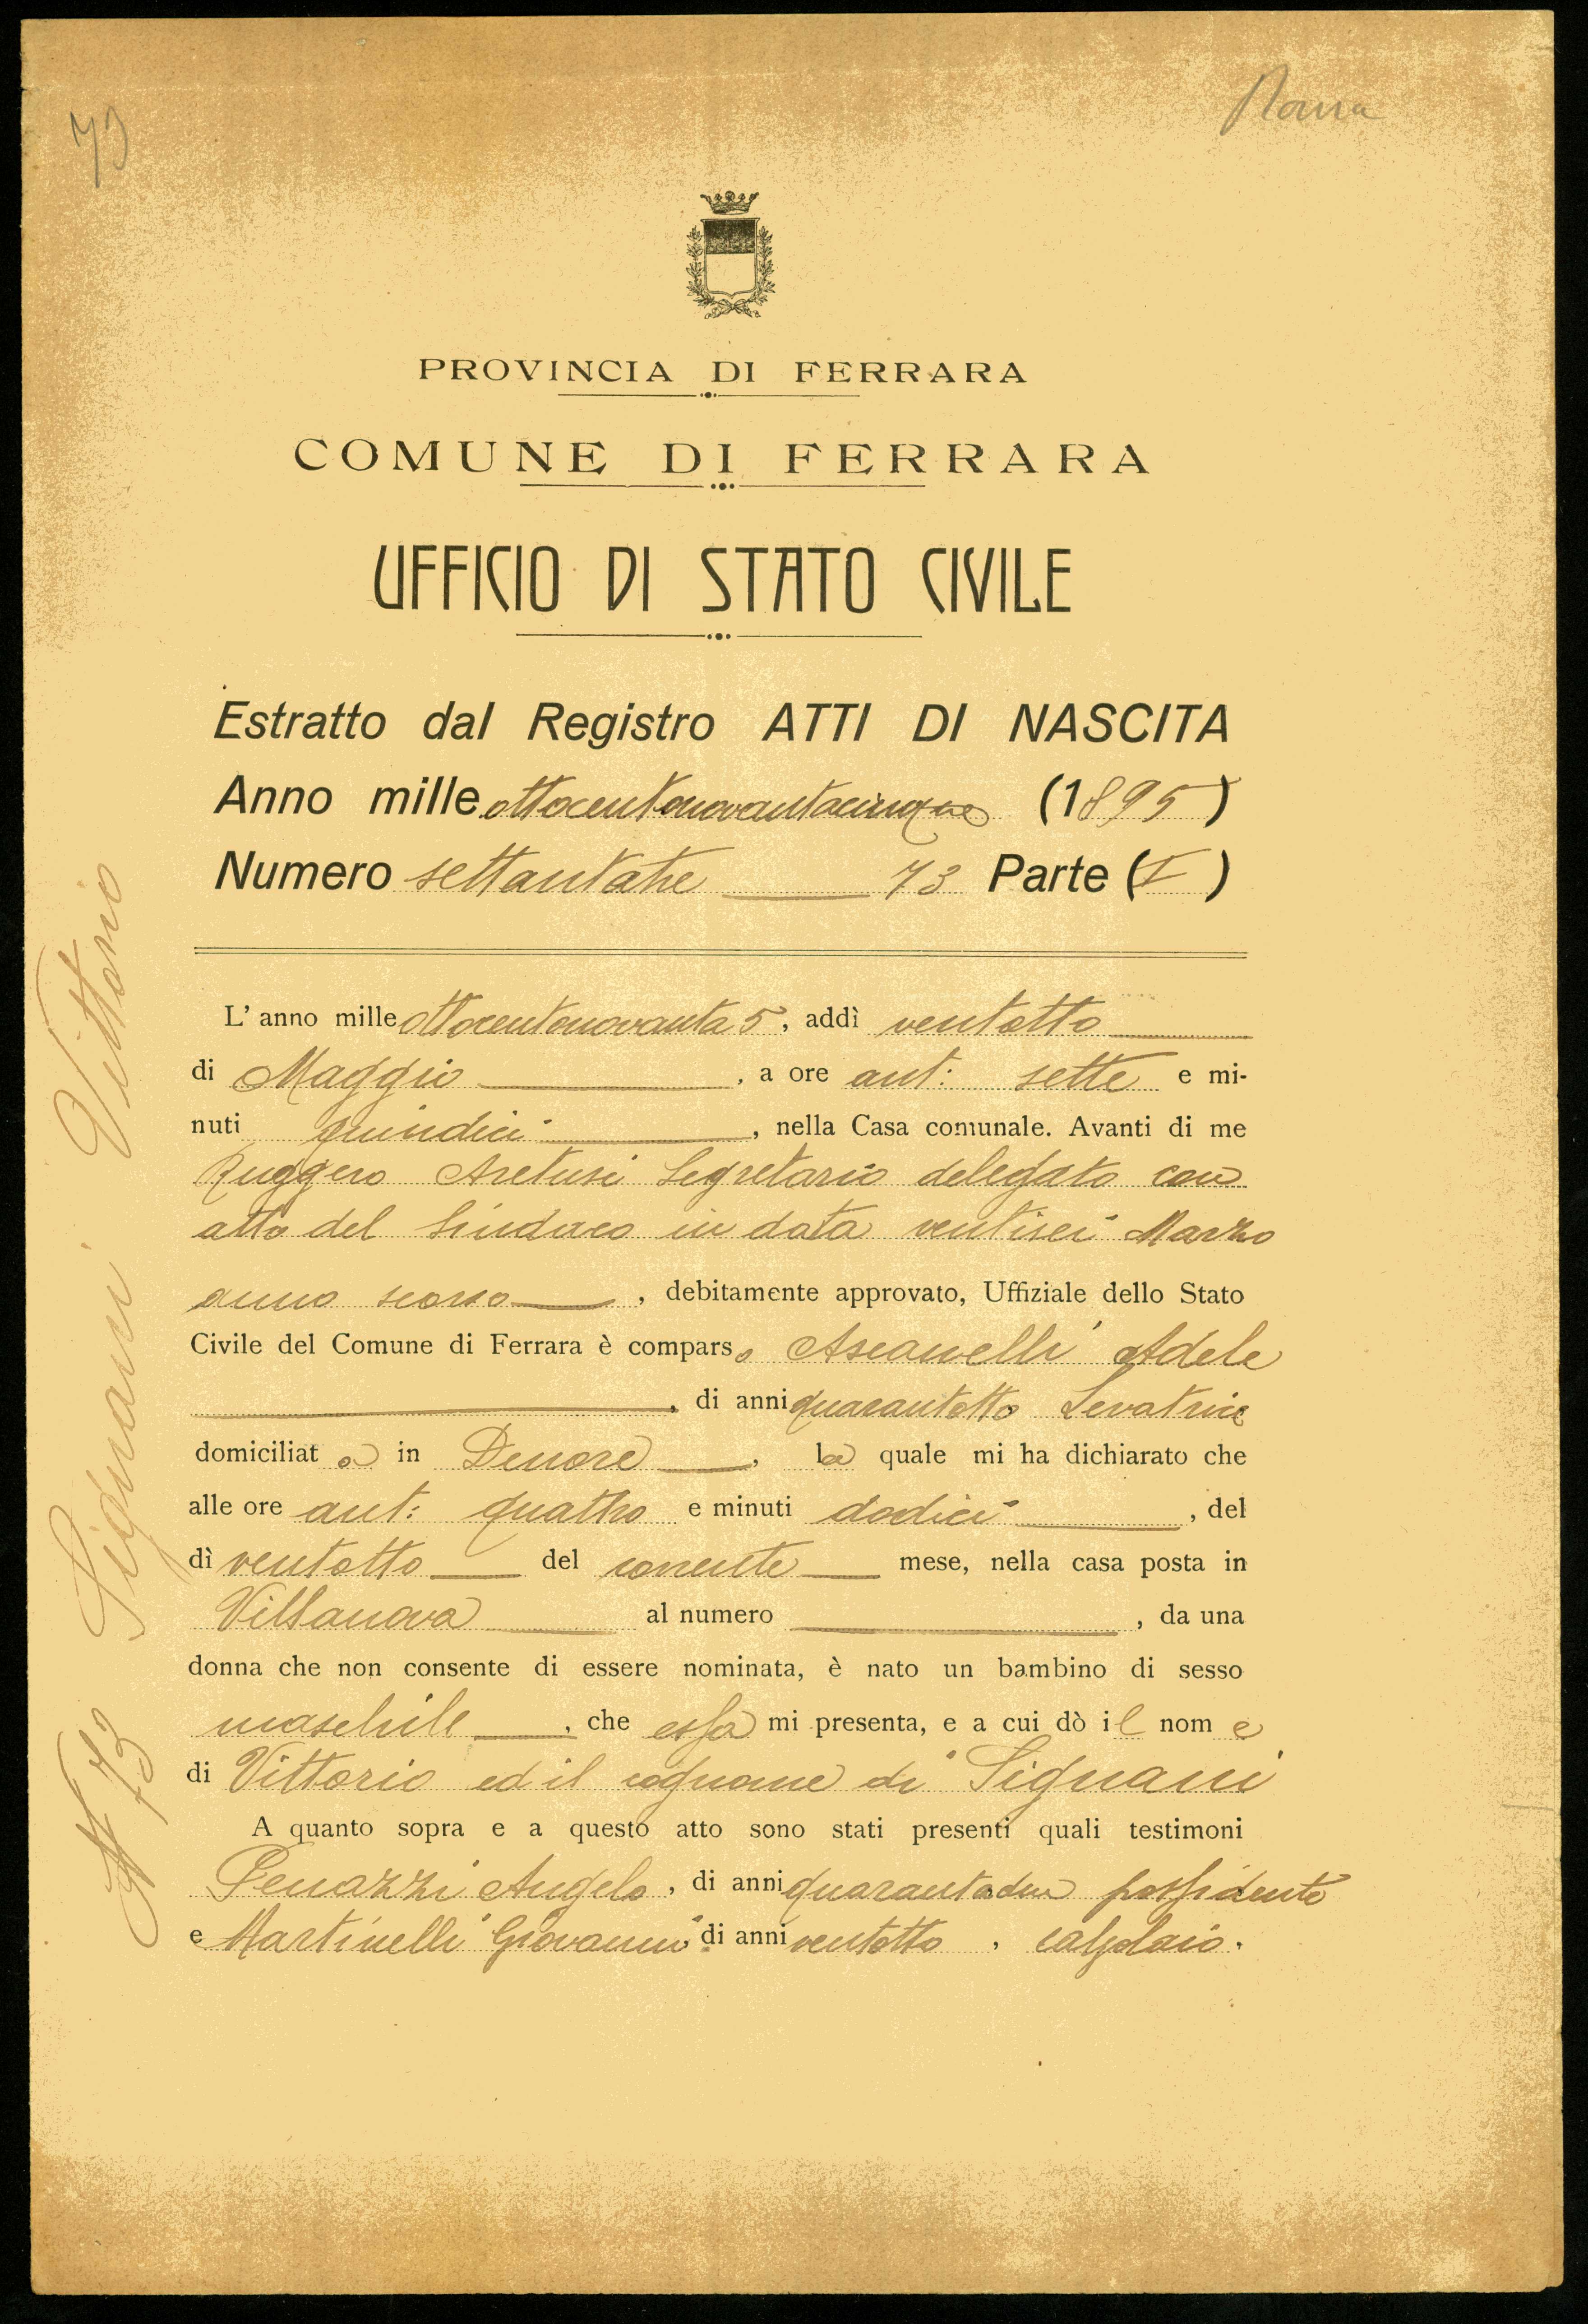 73
PROVINCIA DI FERRARA
COMUNE DI FERRARA
UFFICIO DI STATO CIVILE
Estratto dal Registro ATTI DI NASCITA
Anno mille ottocentonovantacinque (1895)
Numero settantatre 73 Parte (I)
L'anno mille ottocentonovanta 5, addì ventotto
di Maggio, a ore ant: sette e mi-
nuti quindici, nella Casa comunale. Avanti di me
Ruggero Aretusi Segretario delegato con
atto del Sindaco in data ventisei Marzo
anno scorso, debitamente approvato, Uffiziale dello Stato
Civile del Comune di Ferrara è comparsa Ascanelli Adele
, di anni quarantotto Levatrice
domiciliata in Denore, la quale mi ha dichiarato che
alle ore ant: quattro e minuti dodici, del
dì ventotto del corrente mese, nella casa posta in
Villanova al numero , da una
donna che non consente di essere nominata, è nato un bambino di sesso
maschile, che essa mi presenta, e a cui dò il nome
di Vittorio ed il cognome di Signani
A quanto sopra e a questo atto sono stati presenti quali testimoni
Penazzi Angelo, di anni quarantadue possidente
e Martinelli Giovanni, di anni ventotto, calzolaio.
N 73 Signani Vittorio